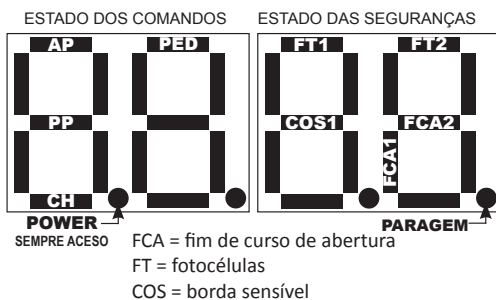 ESTADO DOS COMANDOS ESTADO DAS SEGURANÇAS
AP PED FT1 FT2
PP COS1 FCA2
FCA1
CH
POWER PARAGEM
SEMPRE ACESO
FCA = fim de curso de abertura
FT = fotocélulas
COS = borda sensível